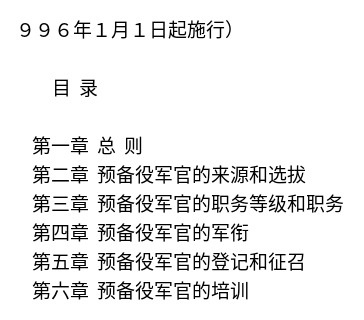 ９９６年１月１日起施行）
目 录
第一章 总 则
第二章 预备役军官的来源和选拔
第三章 预备役军官的职务等级和职务
第四章 预备役军官的军衔
第五章 预备役军官的登记和征召
第六章 预备役军官的培训